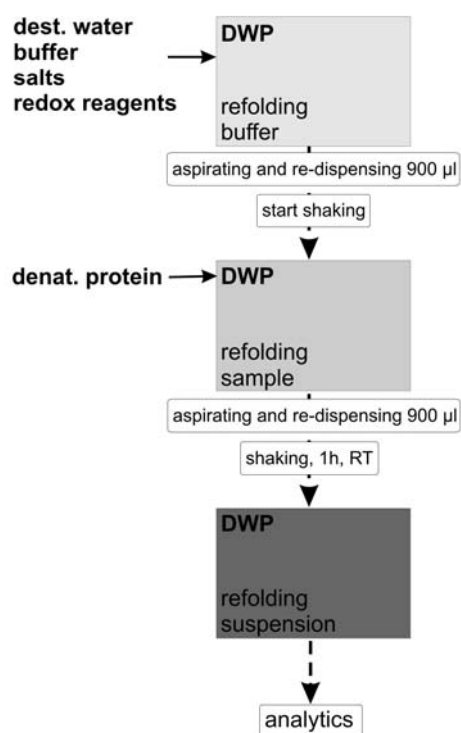 dest. water
buffer
salts
redox reagents
DWP
refolding
buffer
aspirating and re-dispensing 900 µl
start shaking
denat. protein
DWP
refolding
sample
aspirating and re-dispensing 900 µl
shaking, 1h, RT
DWP
refolding
suspension
analytics